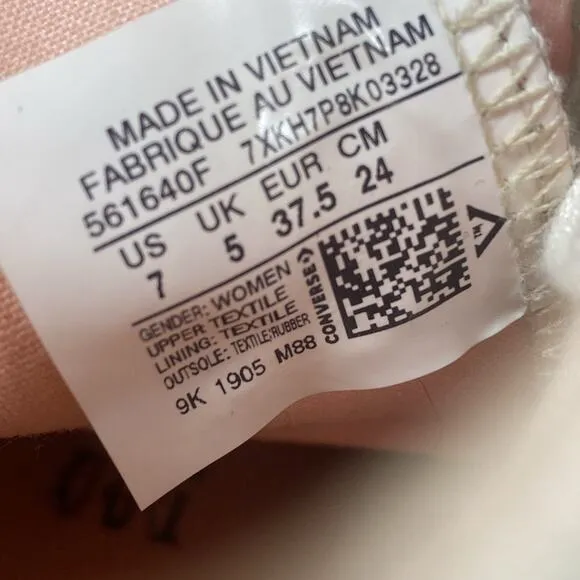 MADE IN VIETNAM
FABRIQUE AU VIETNAM
561640F 7XKH7P8K03328
US UK EUR CM
7 5 37.5 24
GENDER: WOMEN
UPPER: TEXTILE
LINING: TEXTILE
OUTSOLE: TEXTILE;RUBBER
9K 1905 M88
CONVERSE
TM